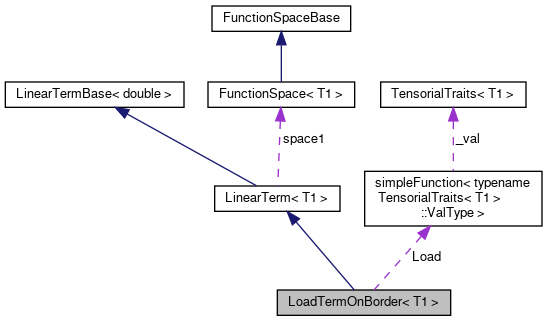 FunctionSpaceBase
LinearTermBase< double >
FunctionSpace< T1 >
TensorialTraits< T1 >
space1
_val
LinearTerm< T1 >
simpleFunction< typename
TensorialTraits< T1 >
::ValType >
Load
LoadTermOnBorder< T1 >